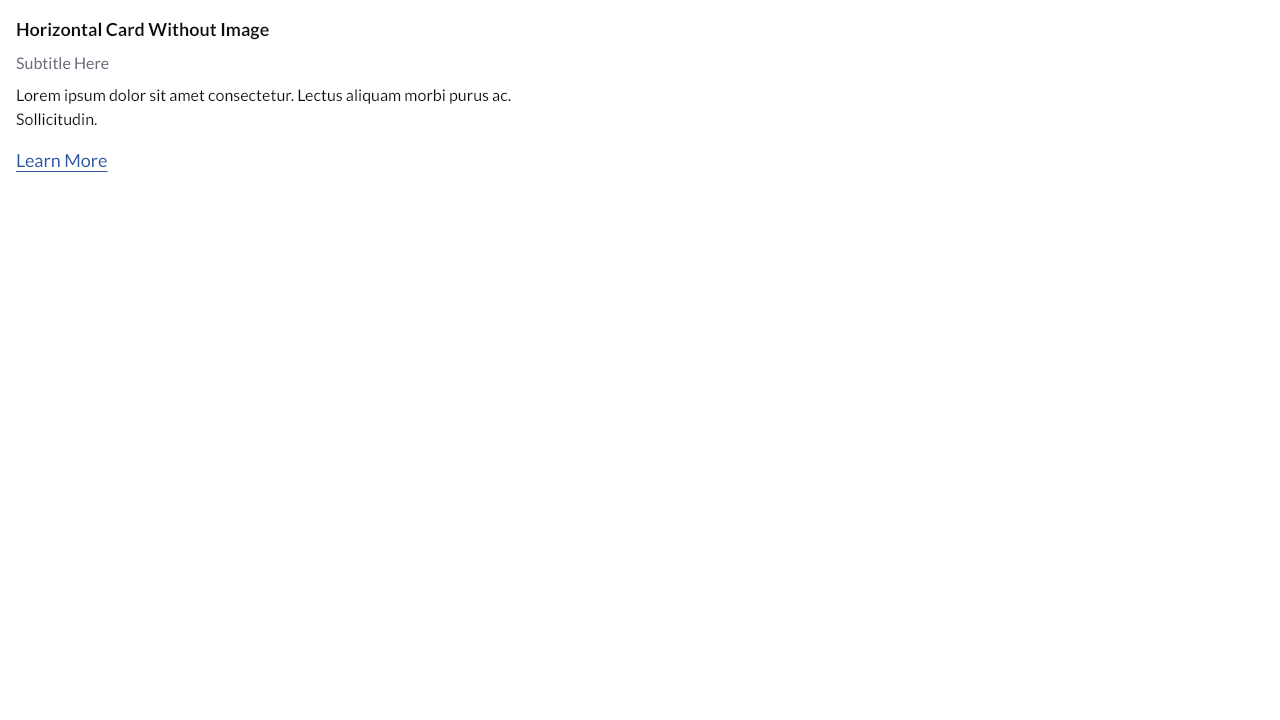 Horizontal Card Without Image
Subtitle Here
Lorem ipsum dolor sit amet consectetur. Lectus aliquam morbi purus ac.
Sollicitudin.
Learn More